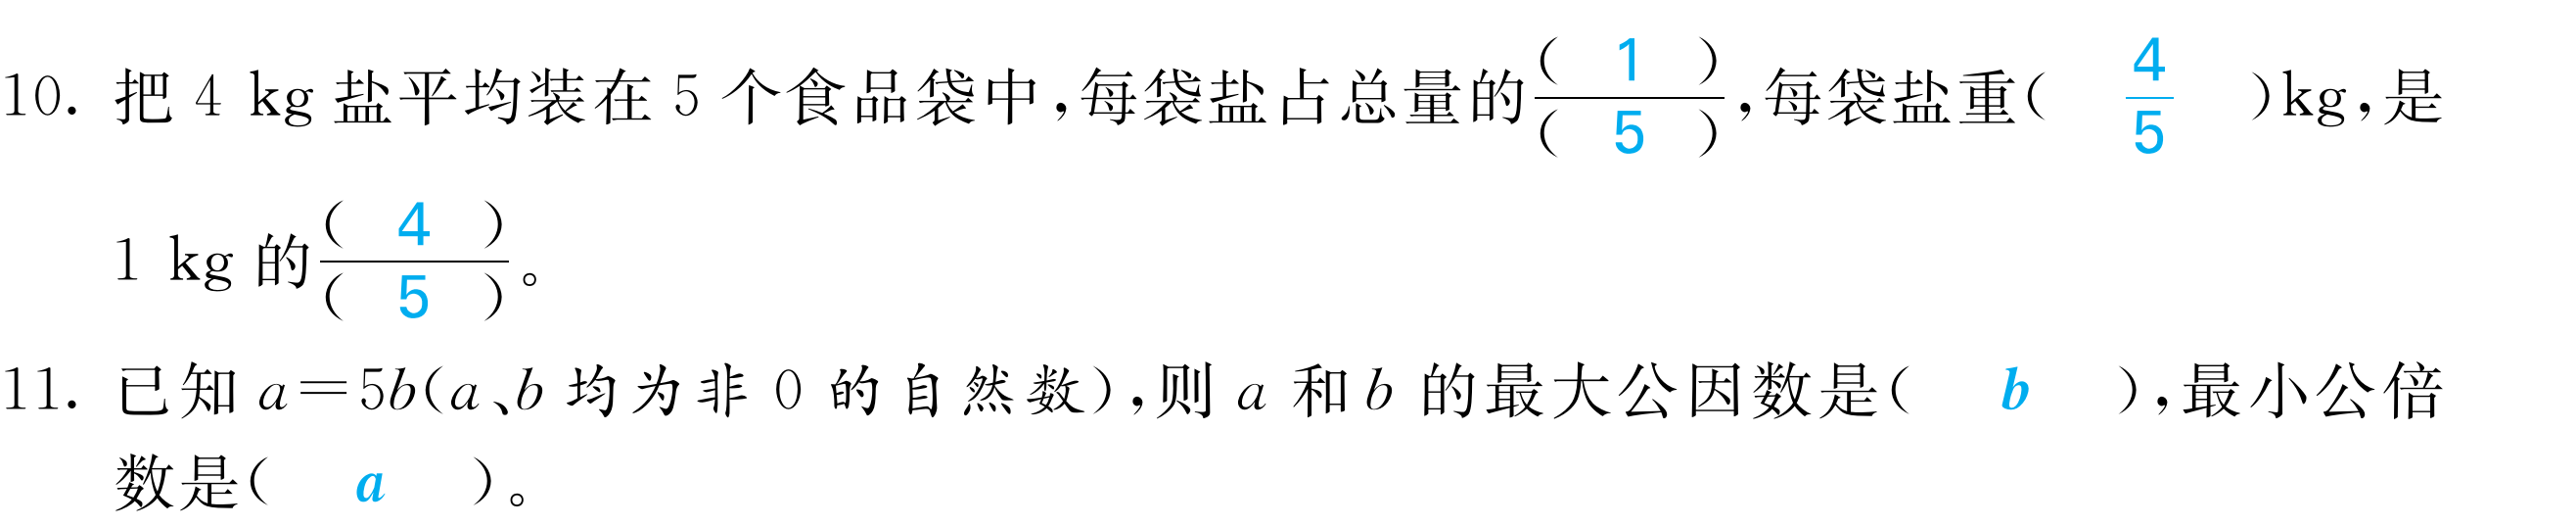 10. 把 4 kg 盐平均装在 5 个食品袋中,每袋盐占总量的( 1 )/( 5 ),每袋盐重( 4/5 )kg,是
1 kg 的( 4 )/( 5 )。
11. 已知 a=5b(a、b 均为非 0 的自然数),则 a 和 b 的最大公因数是( b ),最小公倍
数是( a )。